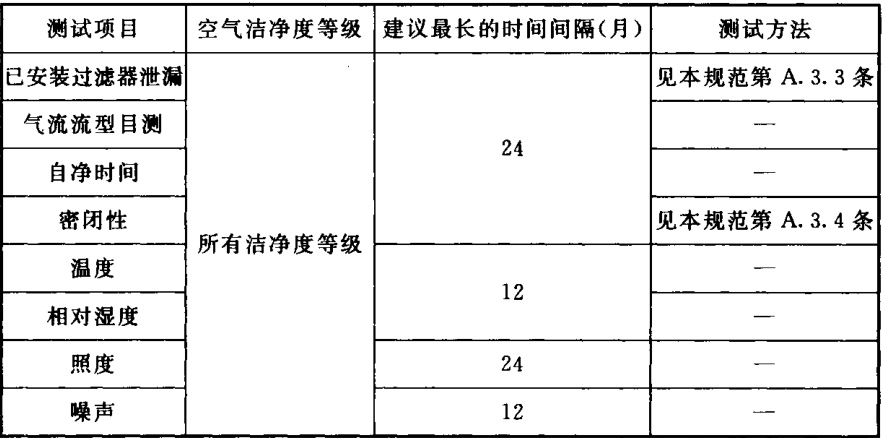 测试项目 空气洁净度等级 建议最长的时间间隔(月) 测试方法
已安装过滤器泄漏 所有洁净度等级 24 见本规范第 A.3.3 条
气流流型目测 —
自净时间 —
密闭性 见本规范第 A.3.4 条
温度 12 —
相对湿度 —
照度 24 —
噪声 12 —